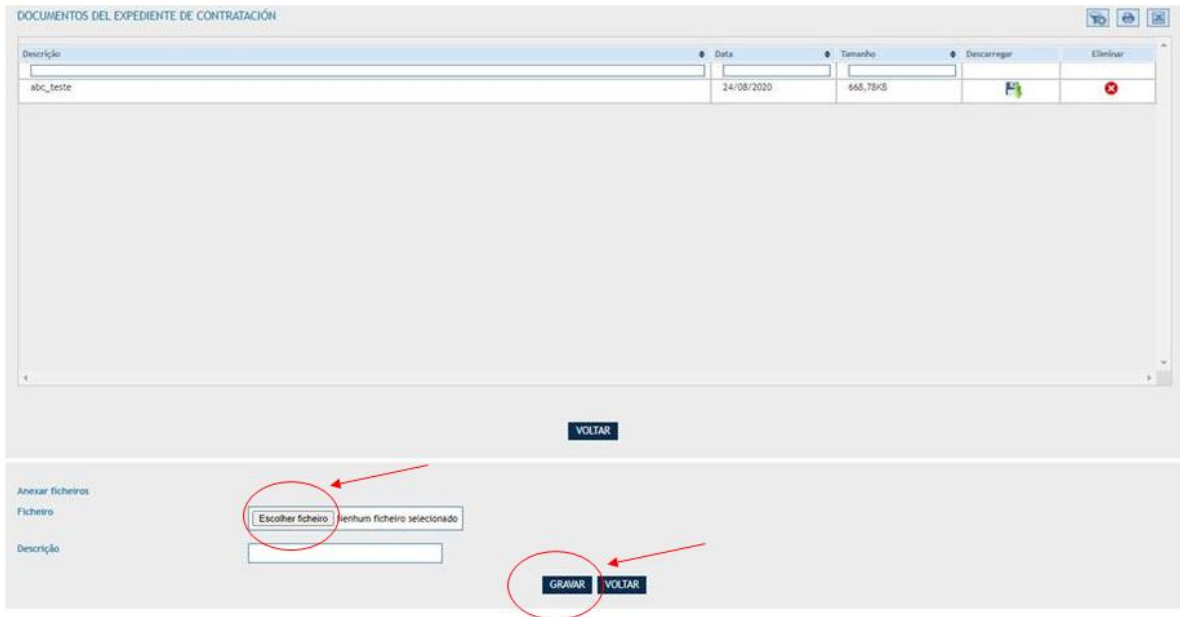 DOCUMENTOS DEL EXPEDIENTE DE CONTRATACIÓN
Descrição Data Tamanho Descarregar Eliminar
abc_teste 24/08/2020 668,78KB
VOLTAR
Anexar ficheiros
Ficheiro Escolher ficheiro Nenhum ficheiro selecionado
Descrição
GRAVAR VOLTAR